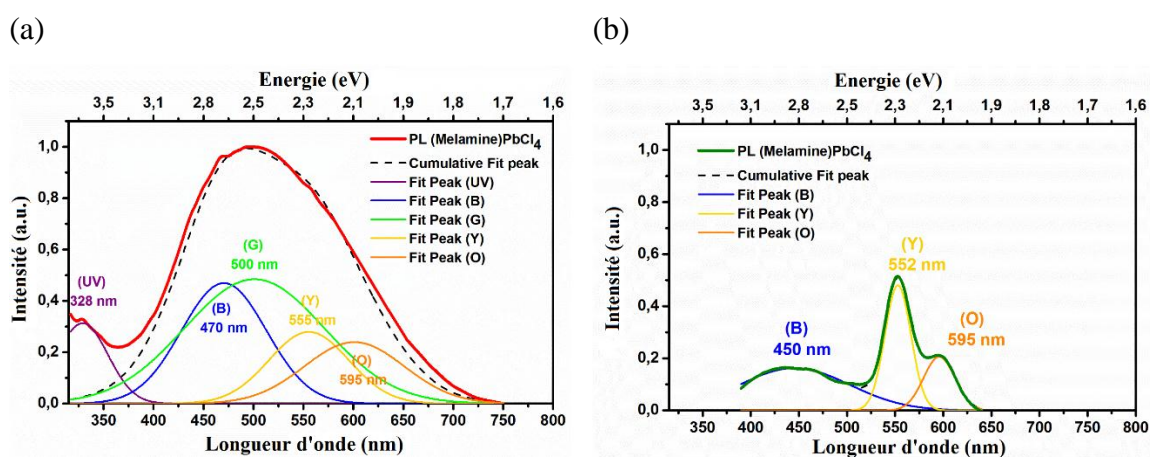 (a)
Energie (eV)
3,5 3,1 2,8 2,5 2,3 2,1 1,9 1,8 1,7 1,6
1,0
0,8
0,6
0,4
0,2
0,0
Intensité (a.u.)
PL (Melamine)PbCl4
Cumulative Fit peak
Fit Peak (UV)
Fit Peak (B)
Fit Peak (G)
Fit Peak (Y)
Fit Peak (O)
(UV)
328 nm
(B)
470 nm
(G)
500 nm
(Y)
555 nm
(O)
595 nm
350 400 450 500 550 600 650 700 750 800
Longueur d'onde (nm)
(b)
Energie (eV)
3,5 3,1 2,8 2,5 2,3 2,1 1,9 1,8 1,7 1,6
1,0
0,8
0,6
0,4
0,2
0,0
Intensité (a.u.)
PL (Melamine)PbCl4
Cumulative Fit peak
Fit Peak (B)
Fit Peak (Y)
Fit Peak (O)
(B)
450 nm
(Y)
552 nm
(O)
595 nm
350 400 450 500 550 600 650 700 750 800
Longueur d'onde (nm)